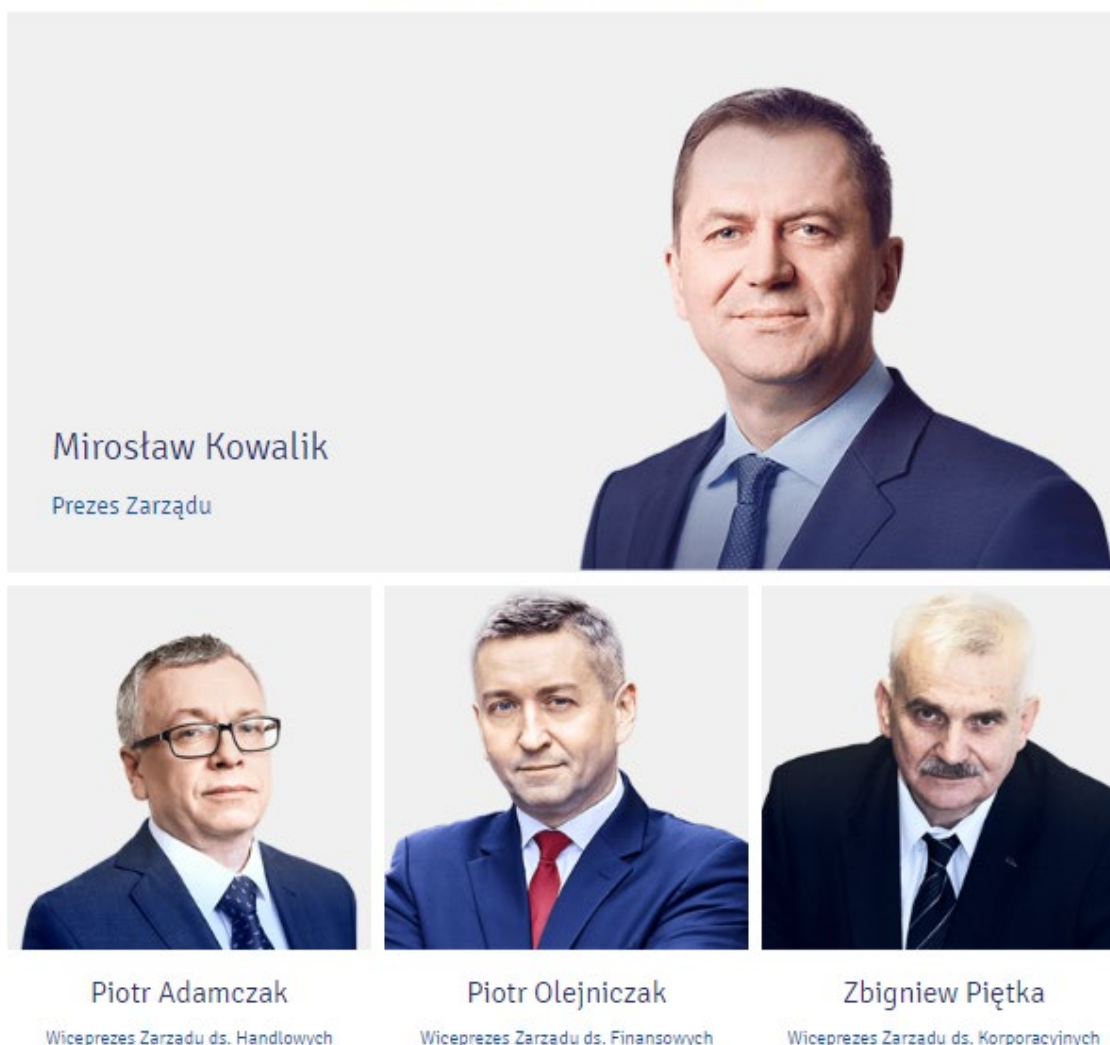 Mirosław Kowalik
Prezes Zarządu
Piotr Adamczak
Wiceprezes Zarządu ds. Handlowych
Piotr Olejniczak
Wiceprezes Zarządu ds. Finansowych
Zbigniew Piętka
Wiceprezes Zarządu ds. Korporacyjnych